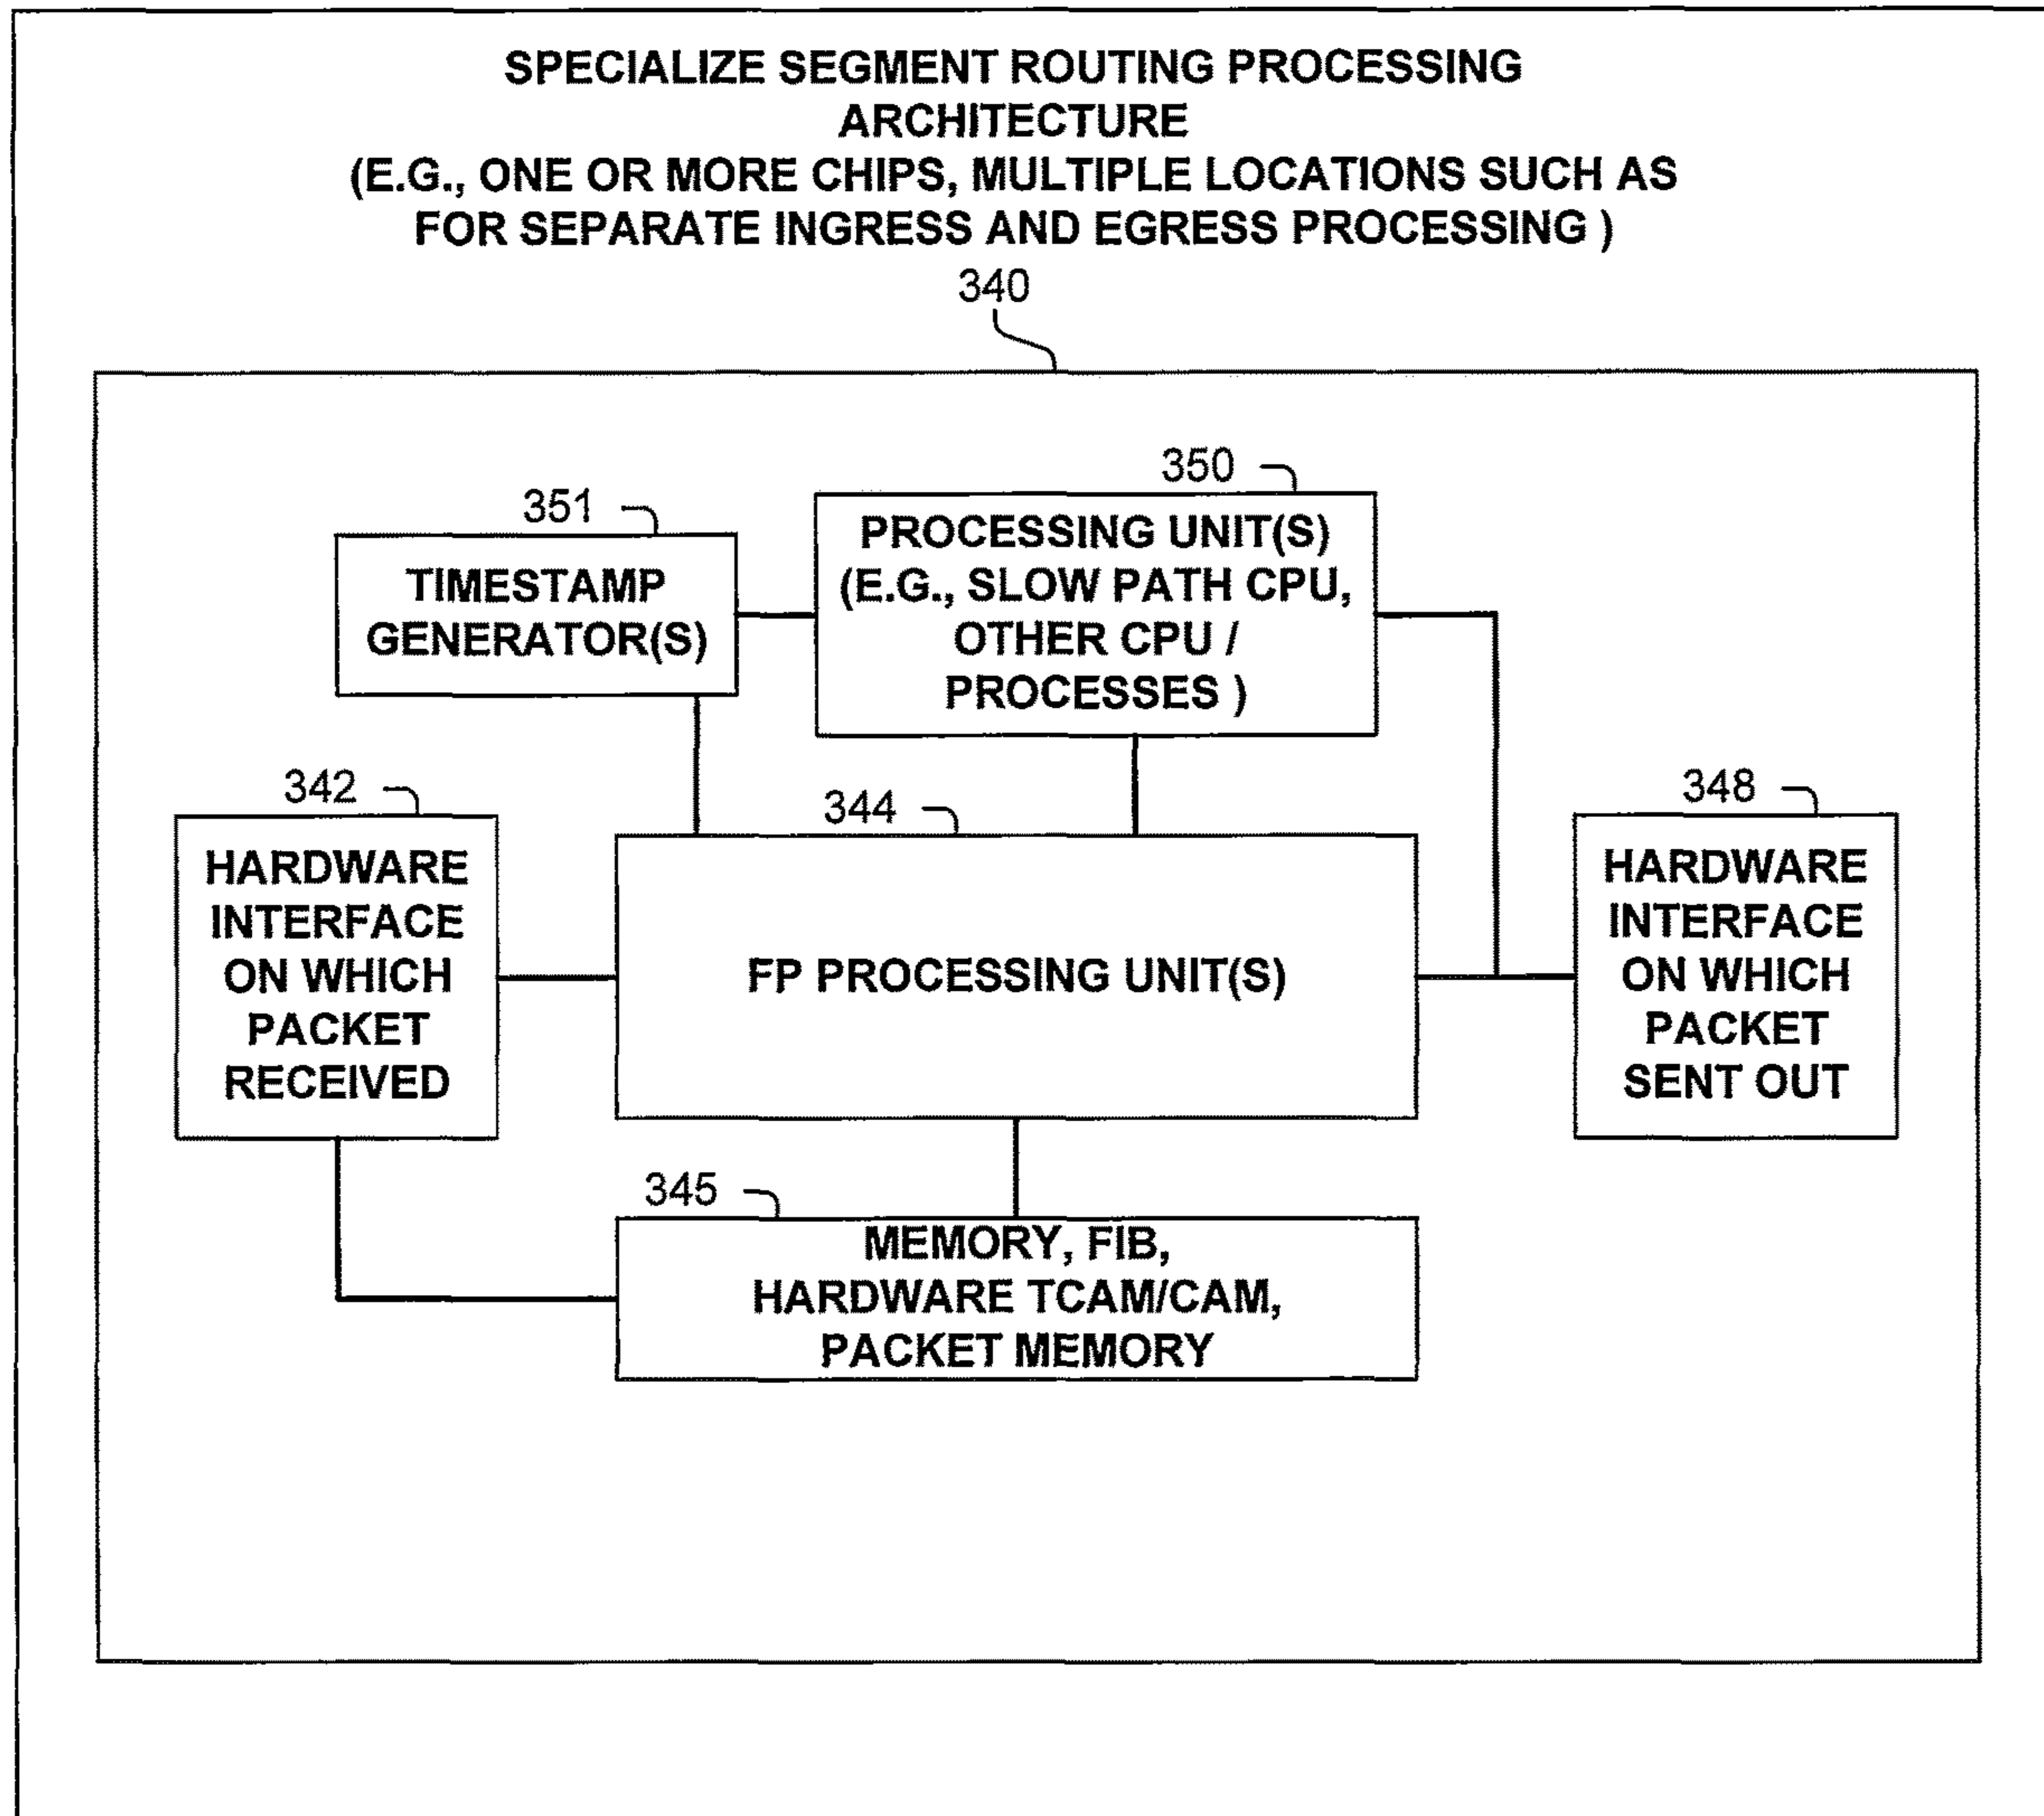 SPECIALIZE SEGMENT ROUTING PROCESSING
ARCHITECTURE
(E.G., ONE OR MORE CHIPS, MULTIPLE LOCATIONS SUCH AS
FOR SEPARATE INGRESS AND EGRESS PROCESSING )
340
350
PROCESSING UNIT(S)
(E.G., SLOW PATH CPU,
OTHER CPU /
PROCESSES )
351
TIMESTAMP
GENERATOR(S)
342
HARDWARE
INTERFACE
ON WHICH
PACKET
RECEIVED
344
FP PROCESSING UNIT(S)
348
HARDWARE
INTERFACE
ON WHICH
PACKET
SENT OUT
345
MEMORY, FIB,
HARDWARE TCAM/CAM,
PACKET MEMORY